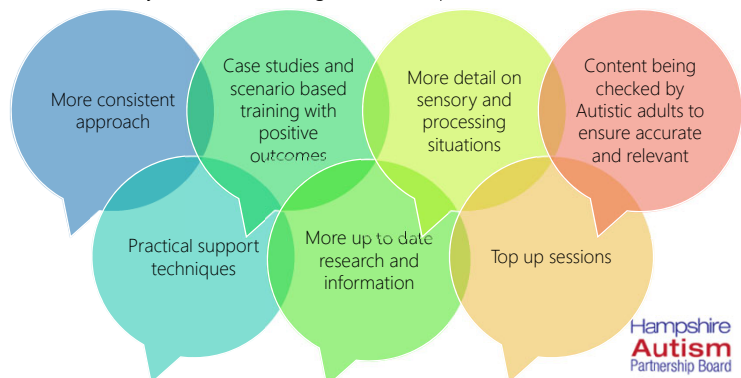 More consistent
approach
Case studies and
scenario based
training with
positive
outcomes
More detail on
sensory and
processing
situations
Content being
checked by
Autistic adults to
ensure accurate
and relevant
Practical support
techniques
More up to date
research and
information
Top up sessions
Hampshire
Autism
Partnership Board